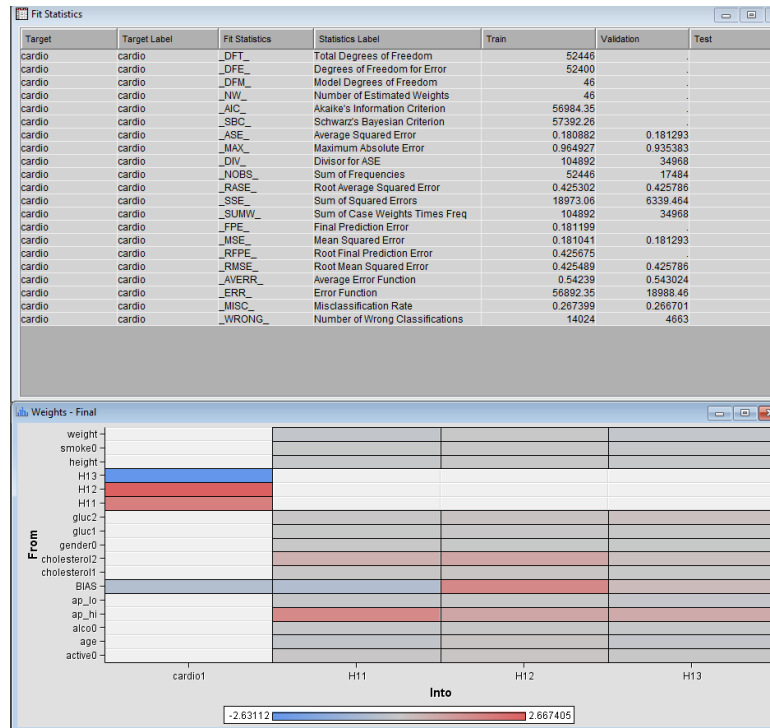 Fit Statistics
Target Target Label Fit Statistics Statistics Label Train Validation Test
cardio cardio _DFT_ Total Degrees of Freedom 52446 .
cardio cardio _DFE_ Degrees of Freedom for Error 52400 .
cardio cardio _DFM_ Model Degrees of Freedom 46 .
cardio cardio _NW_ Number of Estimated Weights 46 .
cardio cardio _AIC_ Akaike's Information Criterion 56984.35 .
cardio cardio _SBC_ Schwarz's Bayesian Criterion 57392.26 .
cardio cardio _ASE_ Average Squared Error 0.180882 0.181293
cardio cardio _MAX_ Maximum Absolute Error 0.964927 0.935383
cardio cardio _DIV_ Divisor for ASE 104892 34968
cardio cardio _NOBS_ Sum of Frequencies 52446 17484
cardio cardio _RASE_ Root Average Squared Error 0.425302 0.425786
cardio cardio _SSE_ Sum of Squared Errors 18973.06 6339.464
cardio cardio _SUMW_ Sum of Case Weights Times Freq 104892 34968
cardio cardio _FPE_ Final Prediction Error 0.181199 .
cardio cardio _MSE_ Mean Squared Error 0.181041 0.181293
cardio cardio _RFPE_ Root Final Prediction Error 0.425675 .
cardio cardio _RMSE_ Root Mean Squared Error 0.425489 0.425786
cardio cardio _AVERR_ Average Error Function 0.54239 0.543024
cardio cardio _ERR_ Error Function 56892.35 18988.46
cardio cardio _MISC_ Misclassification Rate 0.267399 0.266701
cardio cardio _WRONG_ Number of Wrong Classifications 14024 4663
Weights - Final
From
weight
smoke0
height
H13
H12
H11
gluc2
gluc1
gender0
cholesterol2
cholesterol1
BIAS
ap_lo
ap_hi
alco0
age
active0
cardio1 H11 H12 H13
Into
-2.63112 2.667405